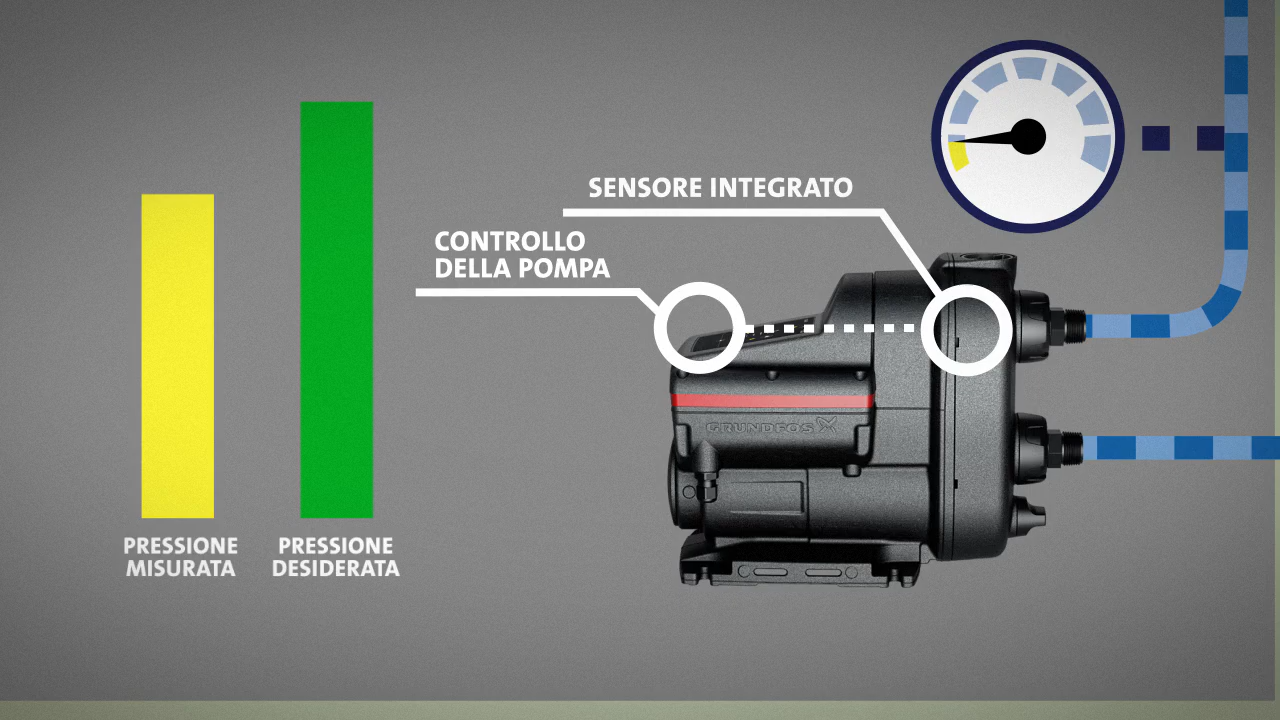 SENSORE INTEGRATO
CONTROLLO
DELLA POMPA
GRUNDFOS
PRESSIONE
MISURATA
PRESSIONE
DESIDERATA